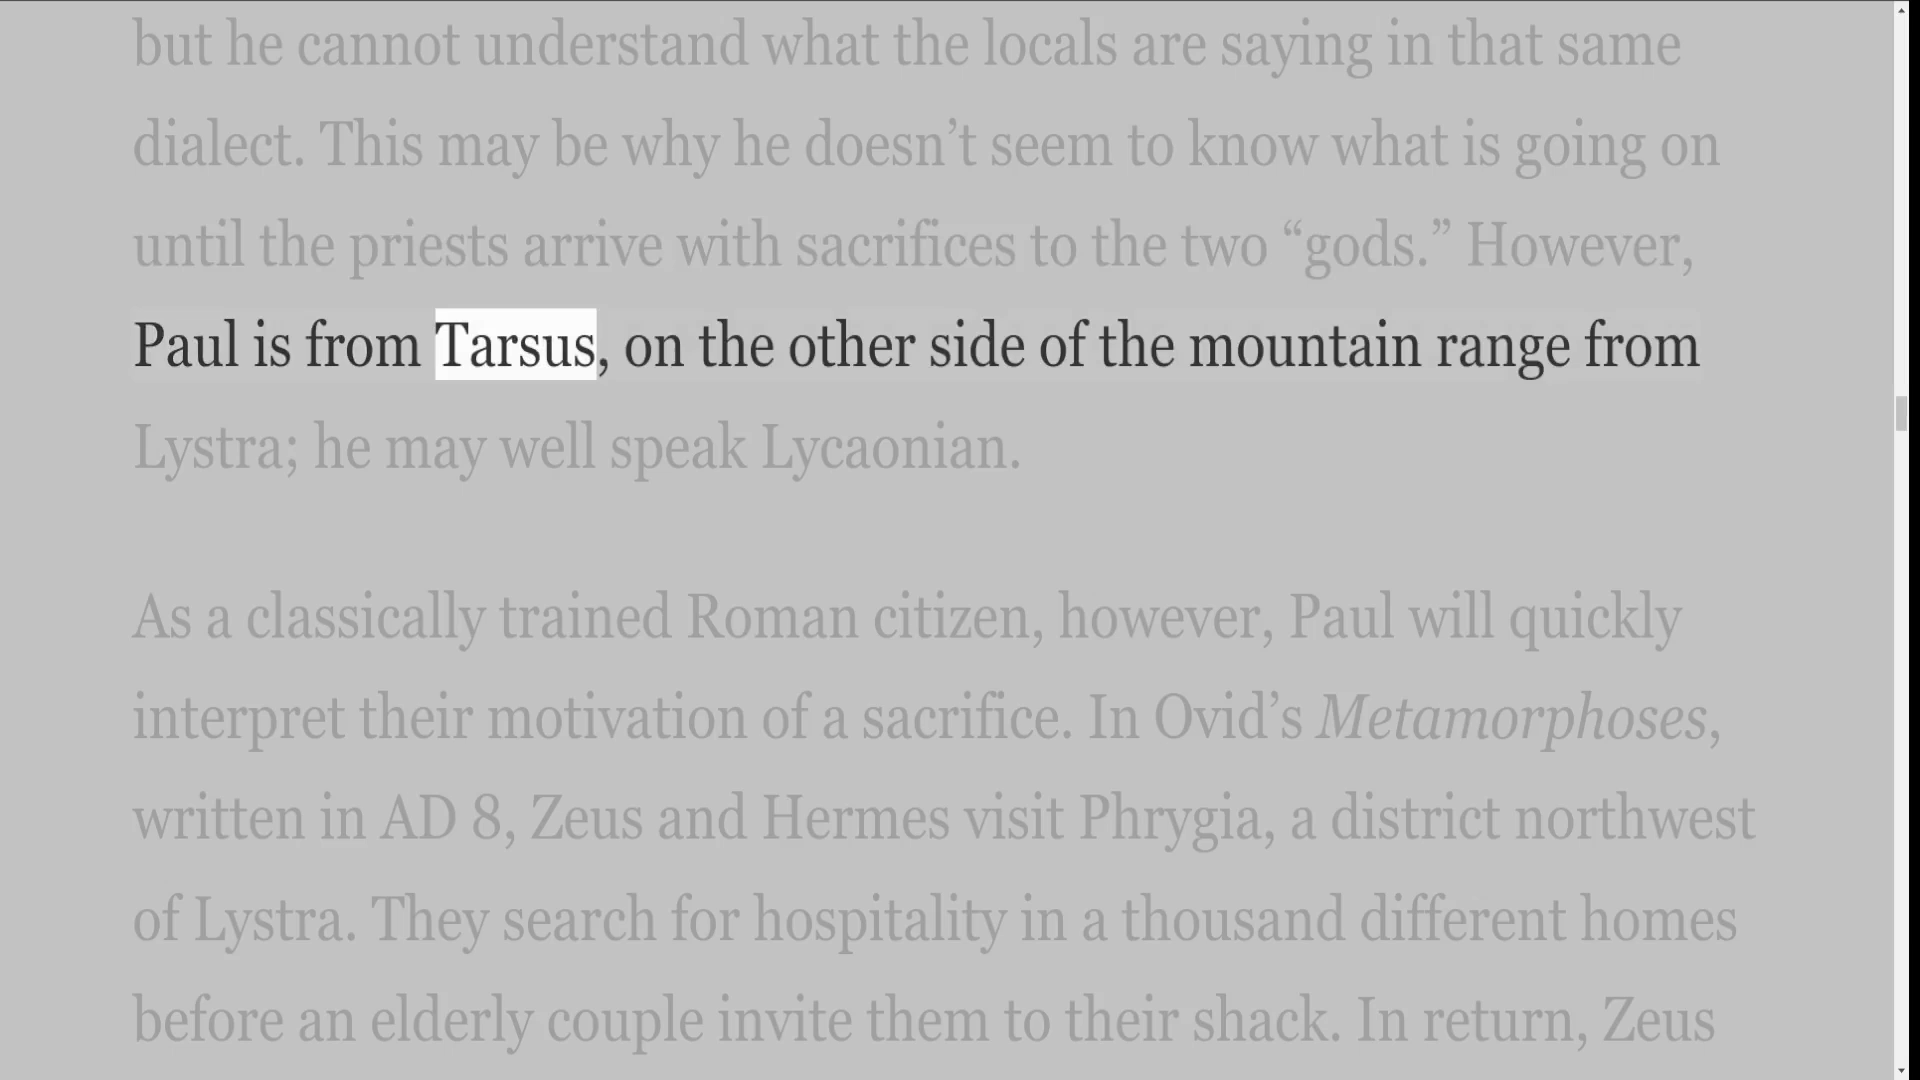 but he cannot understand what the locals are saying in that same
dialect. This may be why he doesn’t seem to know what is going on
until the priests arrive with sacrifices to the two “gods.” However,
Paul is from Tarsus, on the other side of the mountain range from
Lystra; he may well speak Lycaonian.
As a classically trained Roman citizen, however, Paul will quickly
interpret their motivation of a sacrifice. In Ovid’s Metamorphoses,
written in AD 8, Zeus and Hermes visit Phrygia, a district northwest
of Lystra. They search for hospitality in a thousand different homes
before an elderly couple invite them to their shack. In return, Zeus